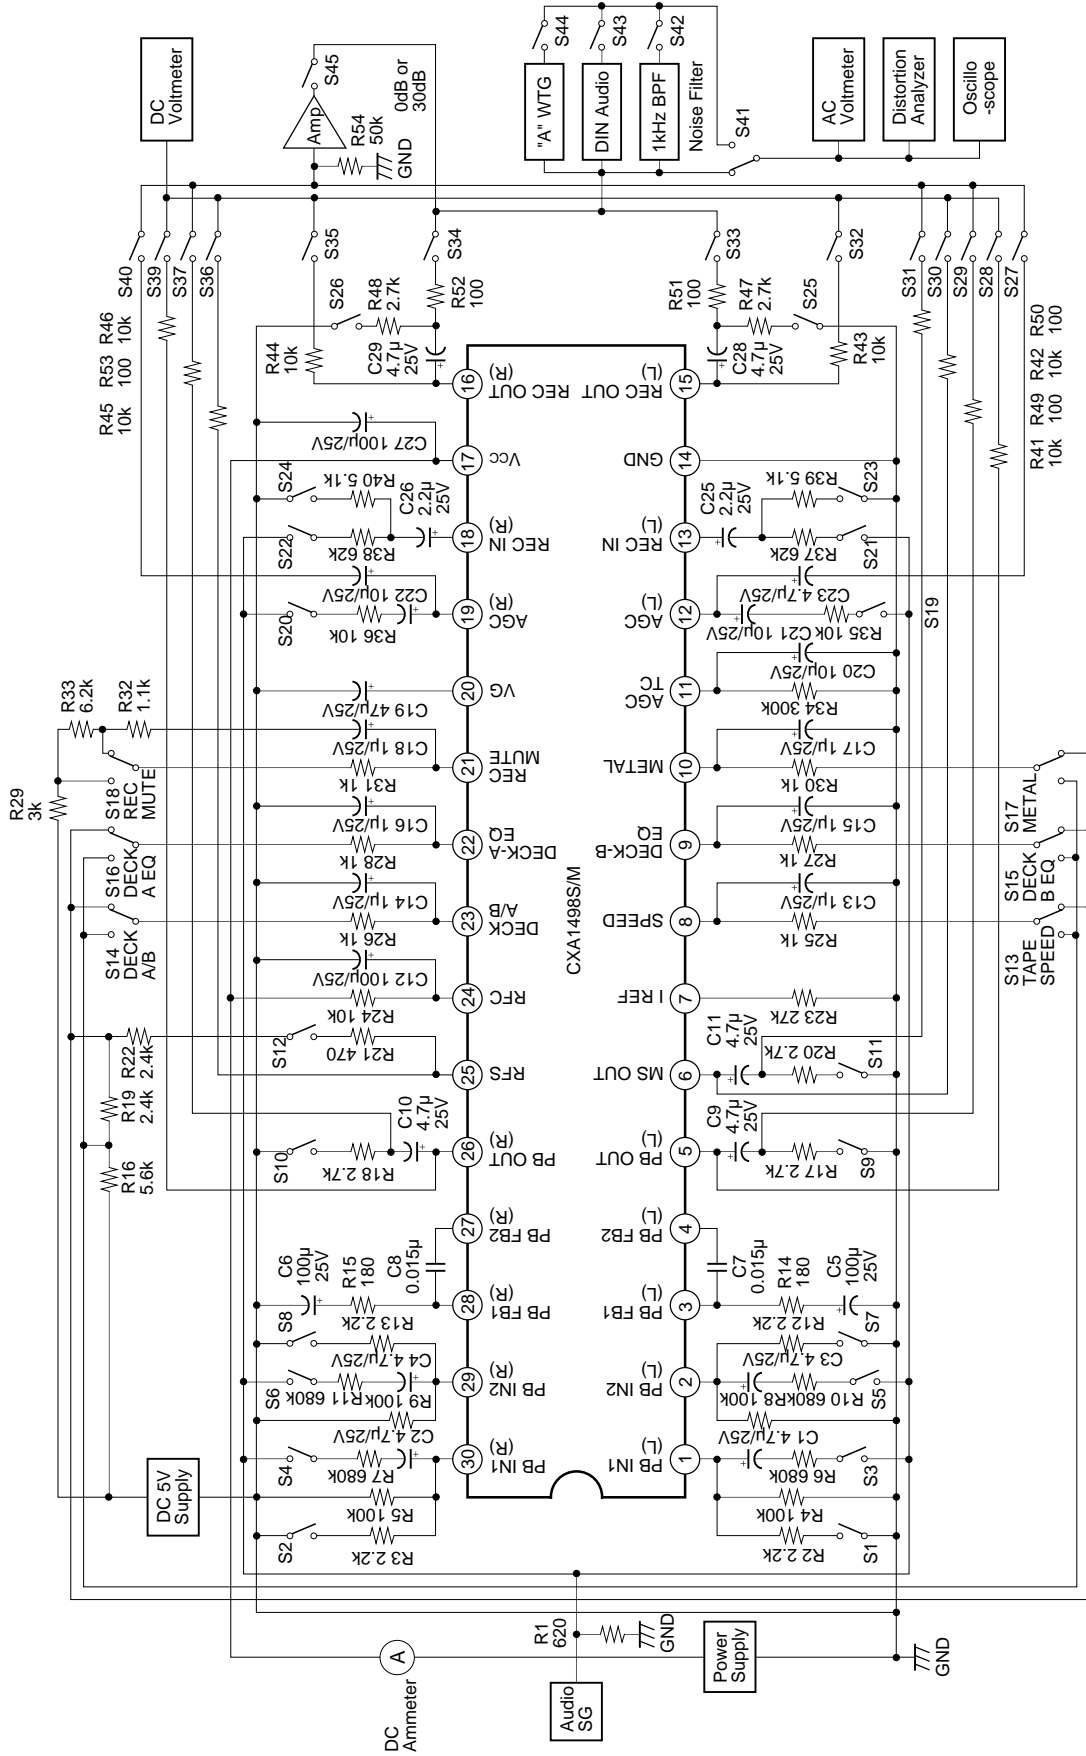 DC
Voltmeter
S45
Amp
0dB or
30dB
R54
50k
GND
S44
S43
S42
"A" WTG
DIN Audio
1kHz BPF
Noise Filter
S41
AC
Voltmeter
Distortion
Analyzer
Oscillo
-scope
S40
S39
S37
S36
S35
S34
S33
S32
S31
S30
S29
S28
S27
R46
10k
R53
100
R45
10k
S26
R48
2.7k
R44
10k
C29
4.7µ
25V
R52
100
R51
100
R47
2.7k
S25
C28
4.7µ
25V
R43
10k
R50
100
R42
10k
R49
100
R41
10k
16
REC OUT
(R)
15
REC OUT
(L)
17
Vcc
C27 100µ/25V
14
GND
18
REC IN
(R)
S24
R40 5.1k
C26
2.2µ
25V
S22
R38 62k
13
REC IN
(L)
C25
2.2µ
25V
R39 5.1k
S23
R37 62k
S21
19
AGC
(R)
C22 10µ/25V
S20
R36 10k
12
AGC
(L)
C23 4.7µ/25V
C21 10µ/25V
R35 10k
S19
20
VG
C19 47µ/25V
11
AGC
TC
C20 10µ/25V
R34 300k
R33
6.2k
R32
1.1k
21
REC
MUTE
C18 1µ/25V
R31 1k
S18
REC
MUTE
10
METAL
C17 1µ/25V
R30 1k
S17
METAL
R29
3k
22
DECK-A
EQ
C16 1µ/25V
R28 1k
S16
DECK
A EQ
9
DECK-B
EQ
C15 1µ/25V
R27 1k
S15
DECK
B EQ
23
DECK
A/B
C14 1µ/25V
R26 1k
S14
DECK
A/B
CXA1498S/M
8
SPEED
C13 1µ/25V
R25 1k
S13
TAPE
SPEED
24
RFC
C12 100µ/25V
R24 10k
7
I REF
R23 27k
25
RFS
R22
2.4k
R19
2.4k
R16
5.6k
S12
R21 470
6
MS OUT
C11
4.7µ
25V
R20 2.7k
S11
26
PB OUT
(R)
C10
4.7µ
25V
S10
R18 2.7k
5
PB OUT
(L)
C9
4.7µ
25V
R17 2.7k
S9
27
PB FB2
(R)
C8
0.015µ
4
PB FB2
(L)
C7
0.015µ
28
PB FB1
(R)
C6
100µ
25V
R15
180
3
PB FB1
(L)
R14
180
C5
100µ
25V
29
PB IN2
(R)
S8
R13 2.2k
C4 4.7µ/25V
S6
R11 680k
R9 100k
2
PB IN2
(L)
R12 2.2k
S7
C3 4.7µ/25V
R10 680k
R8 100k
S5
30
PB IN1
(R)
C2 4.7µ/25V
S4
R7 680k
R5 100k
S2
R3 2.2k
1
PB IN1
(L)
C1 4.7µ/25V
R6 680k
S3
R4 100k
R2 2.2k
S1
DC 5V
Supply
R1
620
GND
A
DC
Ammeter
Audio
SG
Power
Supply
GND